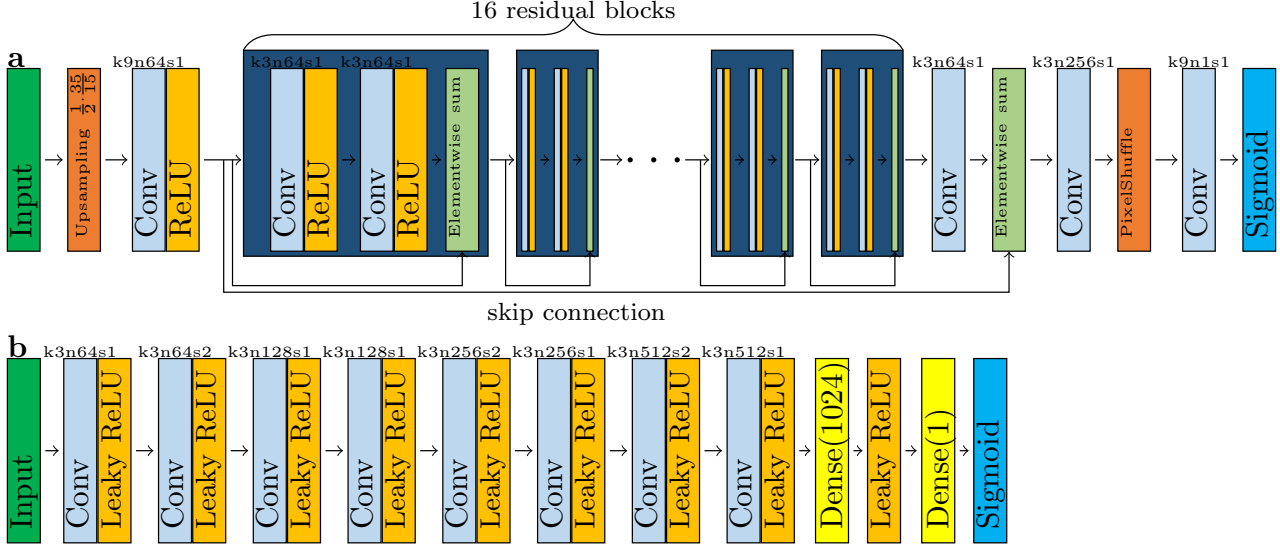 16 residual blocks
a
k9n64s1
k3n64s1
k3n64s1
k3n64s1
k3n256s1
k9n1s1
Input
Upsampling 1/2 · 35/15
Conv
ReLU
Conv
ReLU
Conv
ReLU
Elementwise sum
· · ·
Conv
Elementwise sum
Conv
PixelShuffle
Conv
Sigmoid
skip connection
b
k3n64s1
k3n64s2
k3n128s1
k3n128s1
k3n256s2
k3n256s1
k3n512s2
k3n512s1
Input
Conv
Leaky ReLU
Conv
Leaky ReLU
Conv
Leaky ReLU
Conv
Leaky ReLU
Conv
Leaky ReLU
Conv
Leaky ReLU
Conv
Leaky ReLU
Conv
Leaky ReLU
Dense(1024)
Leaky ReLU
Dense(1)
Sigmoid